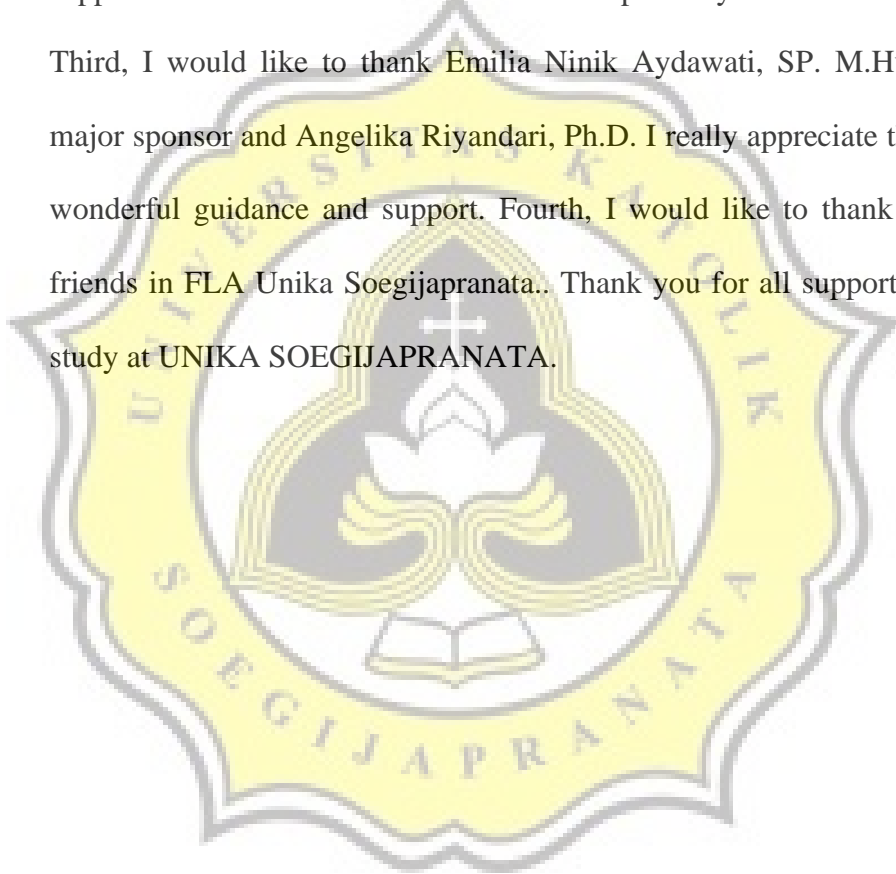 Third, I would like to thank Emilia Ninik Aydawati, SP. M.H
major sponsor and Angelika Riyandari, Ph.D. I really appreciate t
wonderful guidance and support. Fourth, I would like to thank
friends in FLA Unika Soegijapranata.. Thank you for all support
study at UNIKA SOEGIJAPRANATA.
UNIVERSITAS KATOLIK
SOEGIJAPRANATA